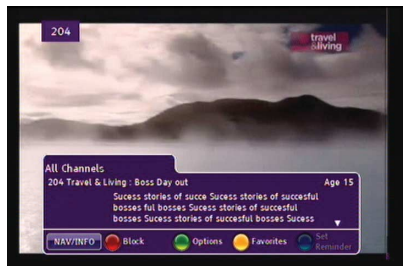 204
travel
&living
All Channels
204 Travel & Living : Boss Day out Age 15
Sucess stories of succe Sucess stories of succesful
bosses ful bosses Sucess stories of succesful
bosses Sucess stories of succesful bosses Sucess
NAV/INFO Block Options Favorites Set
Reminder